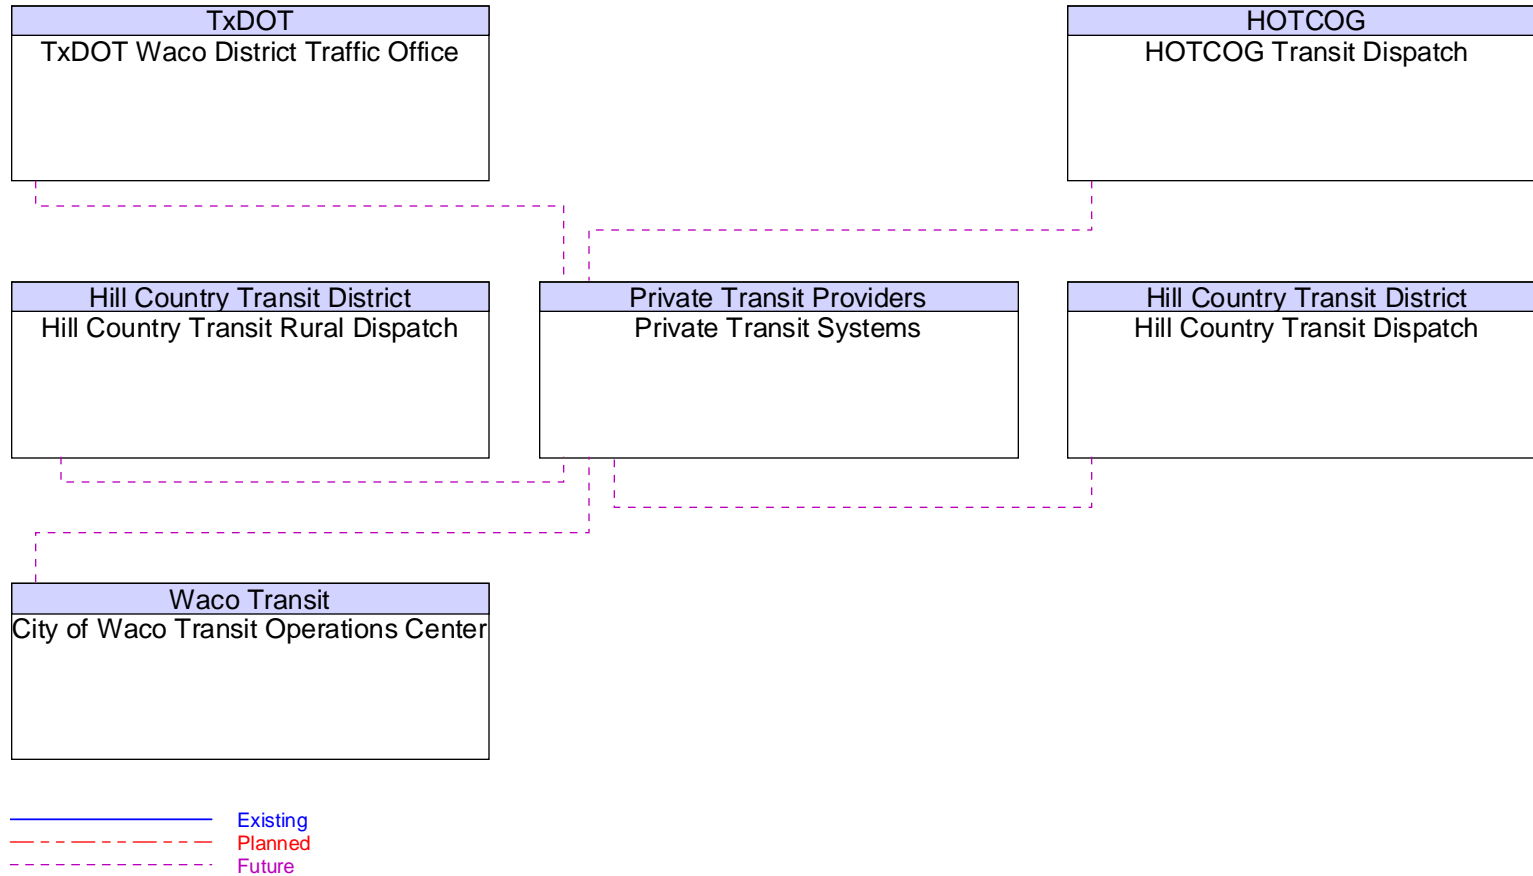 TxDOT
TxDOT Waco District Traffic Office
HOTCOG
HOTCOG Transit Dispatch
Hill Country Transit District
Hill Country Transit Rural Dispatch
Private Transit Providers
Private Transit Systems
Hill Country Transit District
Hill Country Transit Dispatch
Waco Transit
City of Waco Transit Operations Center
Existing
Planned
Future